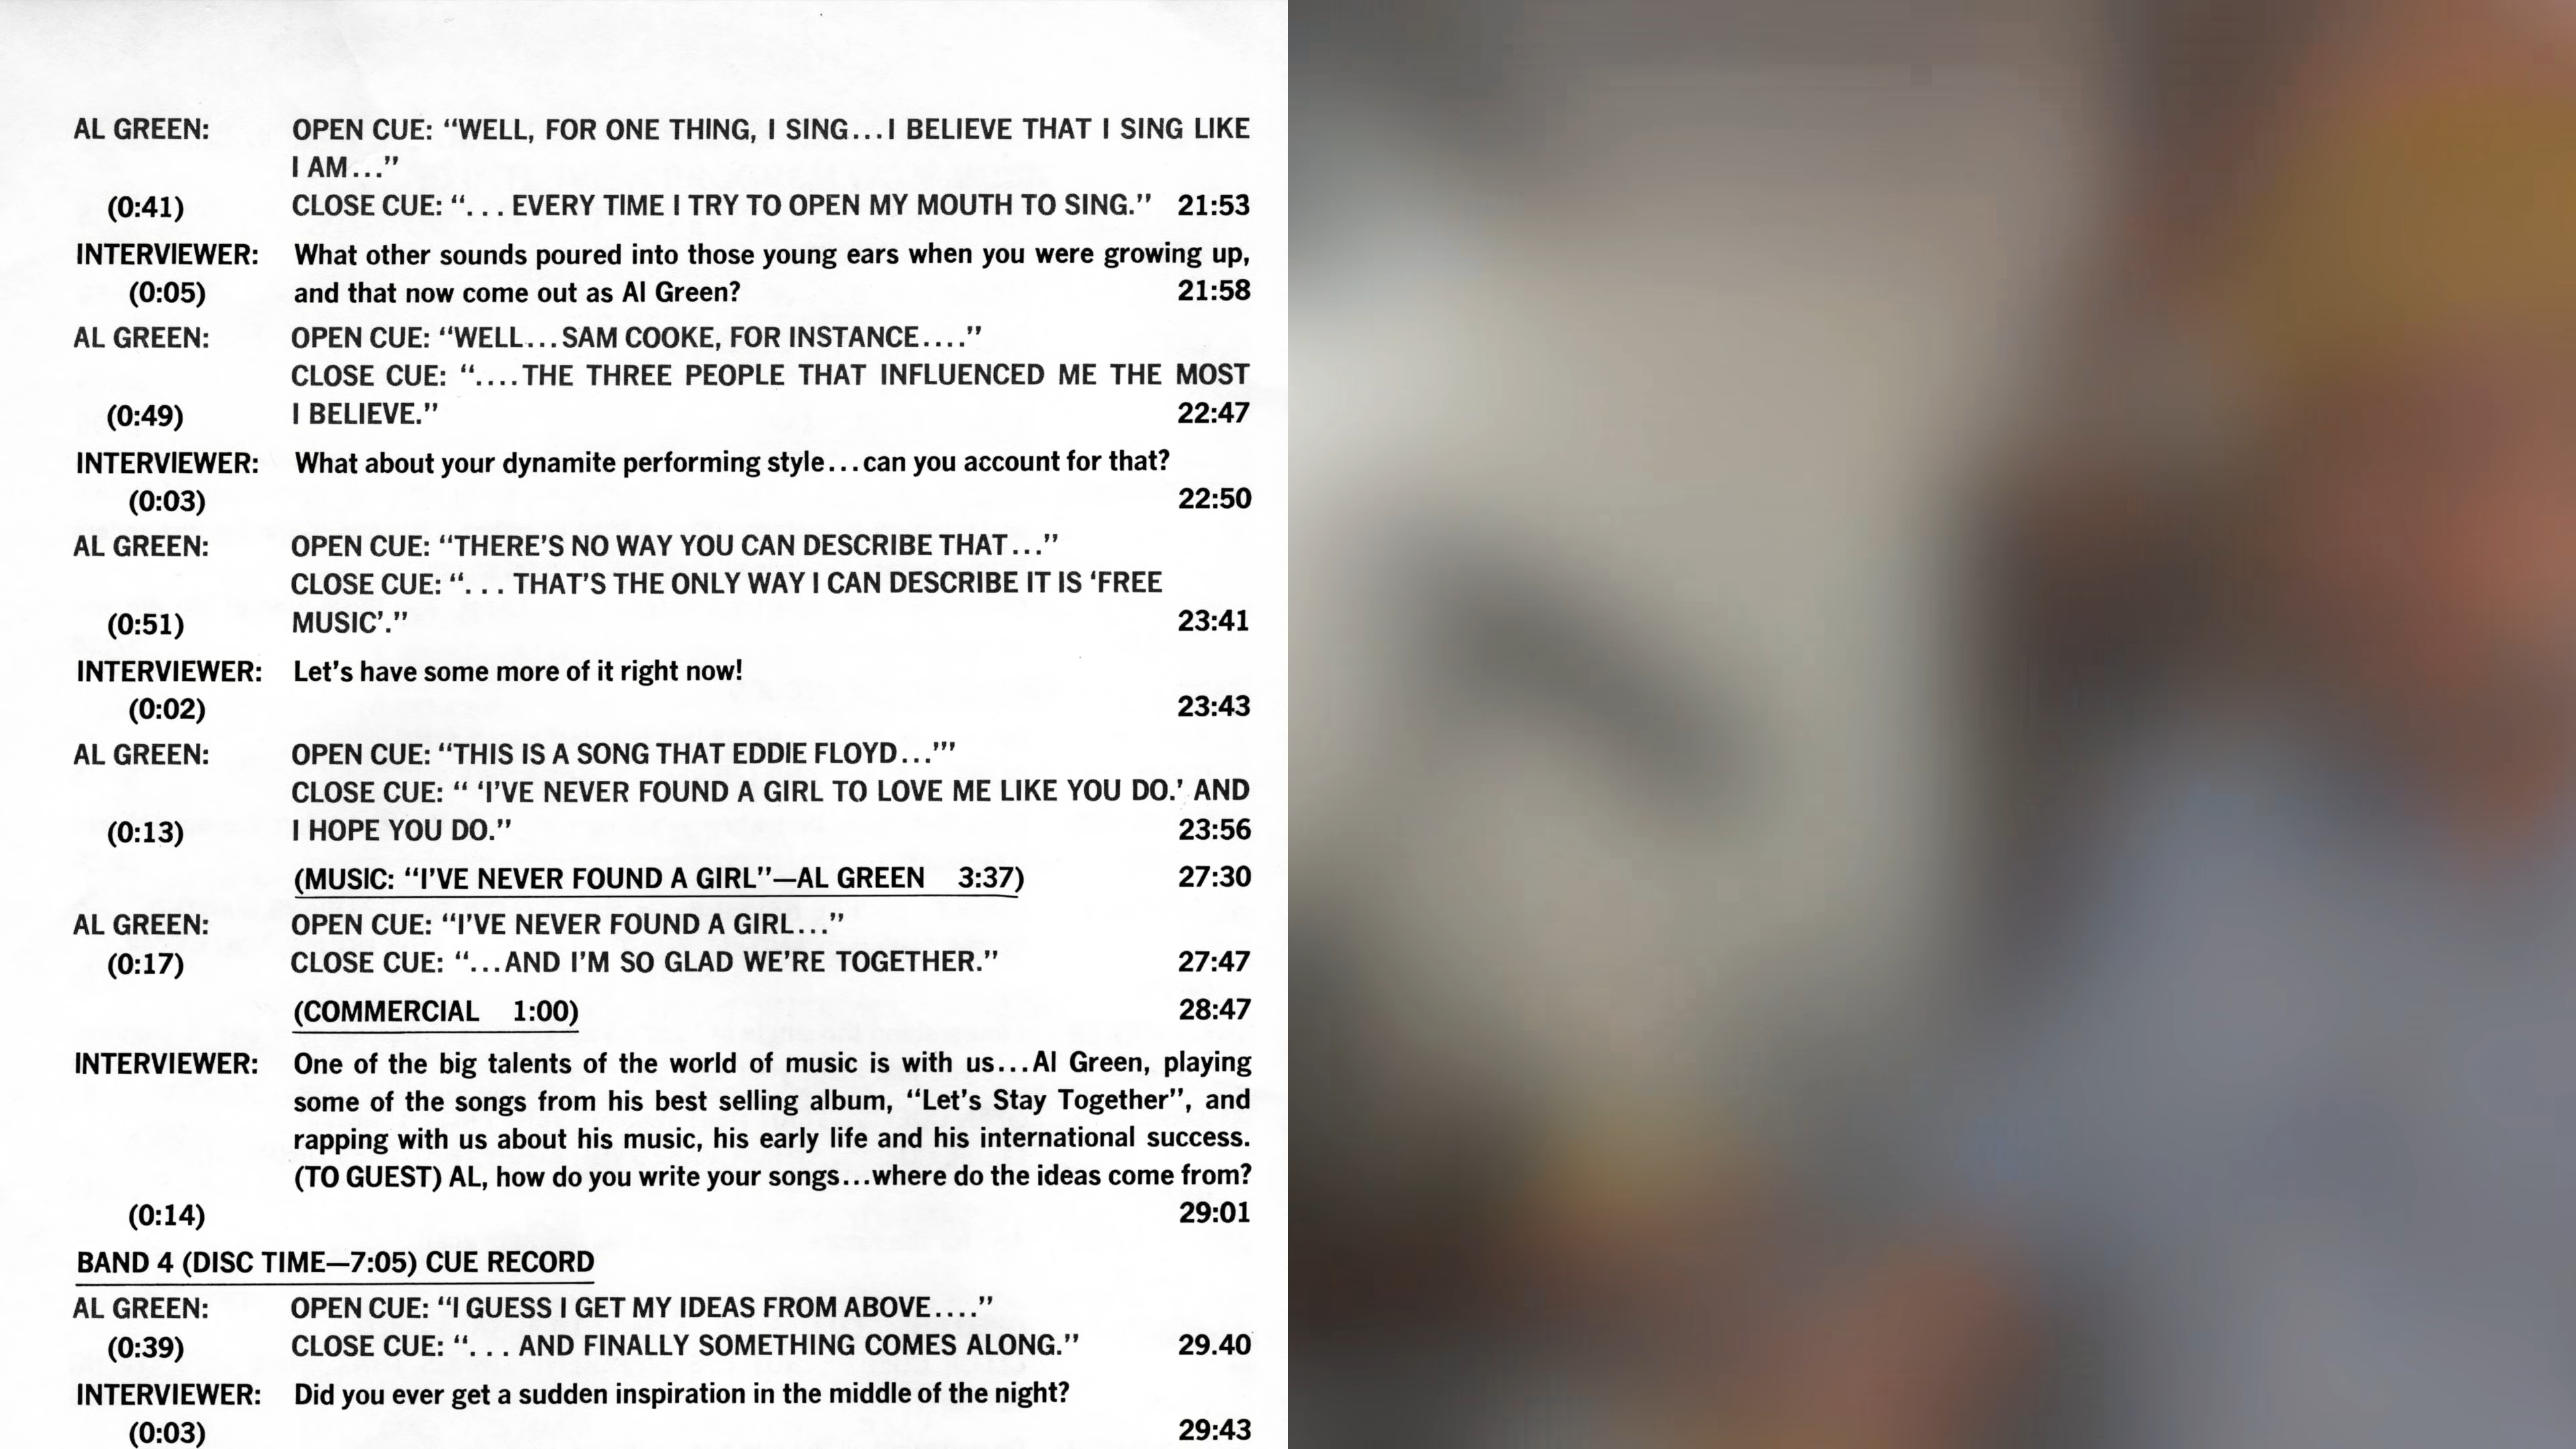 AL GREEN: OPEN CUE: “WELL, FOR ONE THING, I SING...I BELIEVE THAT I SING LIKE
I AM...”
(0:41) CLOSE CUE: “. . . EVERY TIME I TRY TO OPEN MY MOUTH TO SING.” 21:53
INTERVIEWER: What other sounds poured into those young ears when you were growing up,
(0:05) and that now come out as Al Green? 21:58
AL GREEN: OPEN CUE: “WELL...SAM COOKE, FOR INSTANCE....”
CLOSE CUE: “....THE THREE PEOPLE THAT INFLUENCED ME THE MOST
(0:49) I BELIEVE.” 22:47
INTERVIEWER: What about your dynamite performing style...can you account for that?
(0:03) 22:50
AL GREEN: OPEN CUE: “THERE’S NO WAY YOU CAN DESCRIBE THAT...”
CLOSE CUE: “. . . THAT’S THE ONLY WAY I CAN DESCRIBE IT IS ‘FREE
(0:51) MUSIC’.” 23:41
INTERVIEWER: Let’s have some more of it right now!
(0:02) 23:43
AL GREEN: OPEN CUE: “THIS IS A SONG THAT EDDIE FLOYD...’”
CLOSE CUE: “ ‘I’VE NEVER FOUND A GIRL TO LOVE ME LIKE YOU DO.’ AND
(0:13) I HOPE YOU DO.” 23:56
(MUSIC: “I’VE NEVER FOUND A GIRL”—AL GREEN 3:37) 27:30
AL GREEN: OPEN CUE: “I’VE NEVER FOUND A GIRL...”
(0:17) CLOSE CUE: “...AND I’M SO GLAD WE’RE TOGETHER.” 27:47
(COMMERCIAL 1:00) 28:47
INTERVIEWER: One of the big talents of the world of music is with us...Al Green, playing
some of the songs from his best selling album, “Let’s Stay Together”, and
rapping with us about his music, his early life and his international success.
(TO GUEST) AL, how do you write your songs...where do the ideas come from?
(0:14) 29:01
BAND 4 (DISC TIME—7:05) CUE RECORD
AL GREEN: OPEN CUE: “I GUESS I GET MY IDEAS FROM ABOVE....”
(0:39) CLOSE CUE: “. . . AND FINALLY SOMETHING COMES ALONG.” 29.40
INTERVIEWER: Did you ever get a sudden inspiration in the middle of the night?
(0:03) 29:43